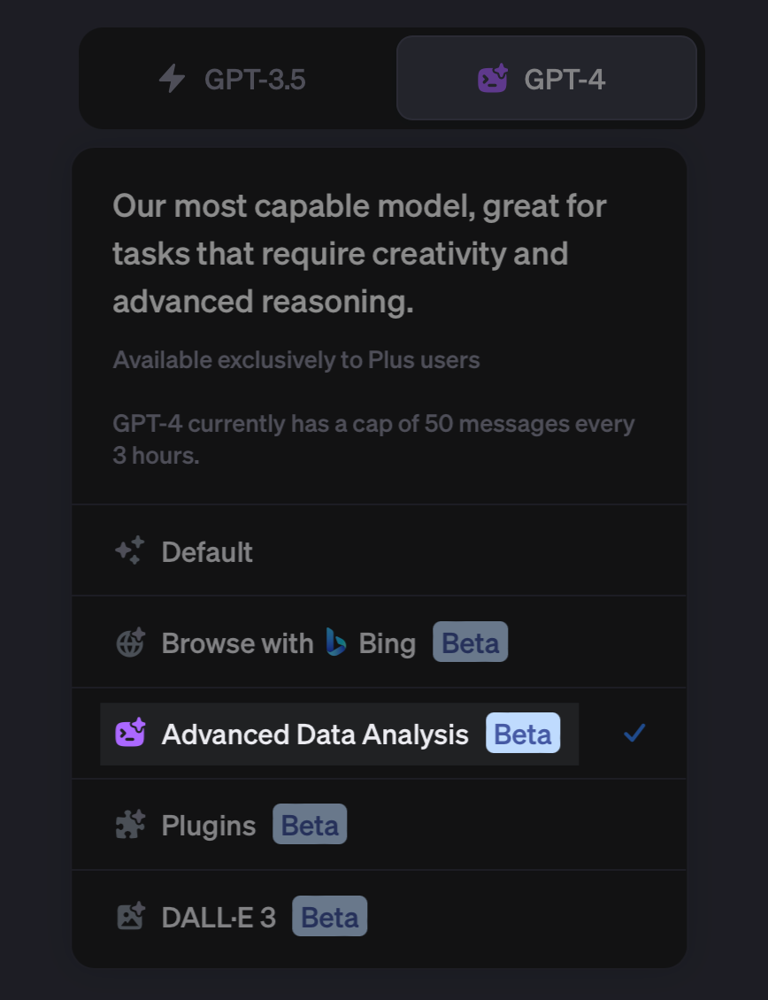 GPT-3.5
GPT-4
Our most capable model, great for
tasks that require creativity and
advanced reasoning.
Available exclusively to Plus users
GPT-4 currently has a cap of 50 messages every
3 hours.
Default
Browse with Bing Beta
Advanced Data Analysis Beta
Plugins Beta
DALL·E 3 Beta